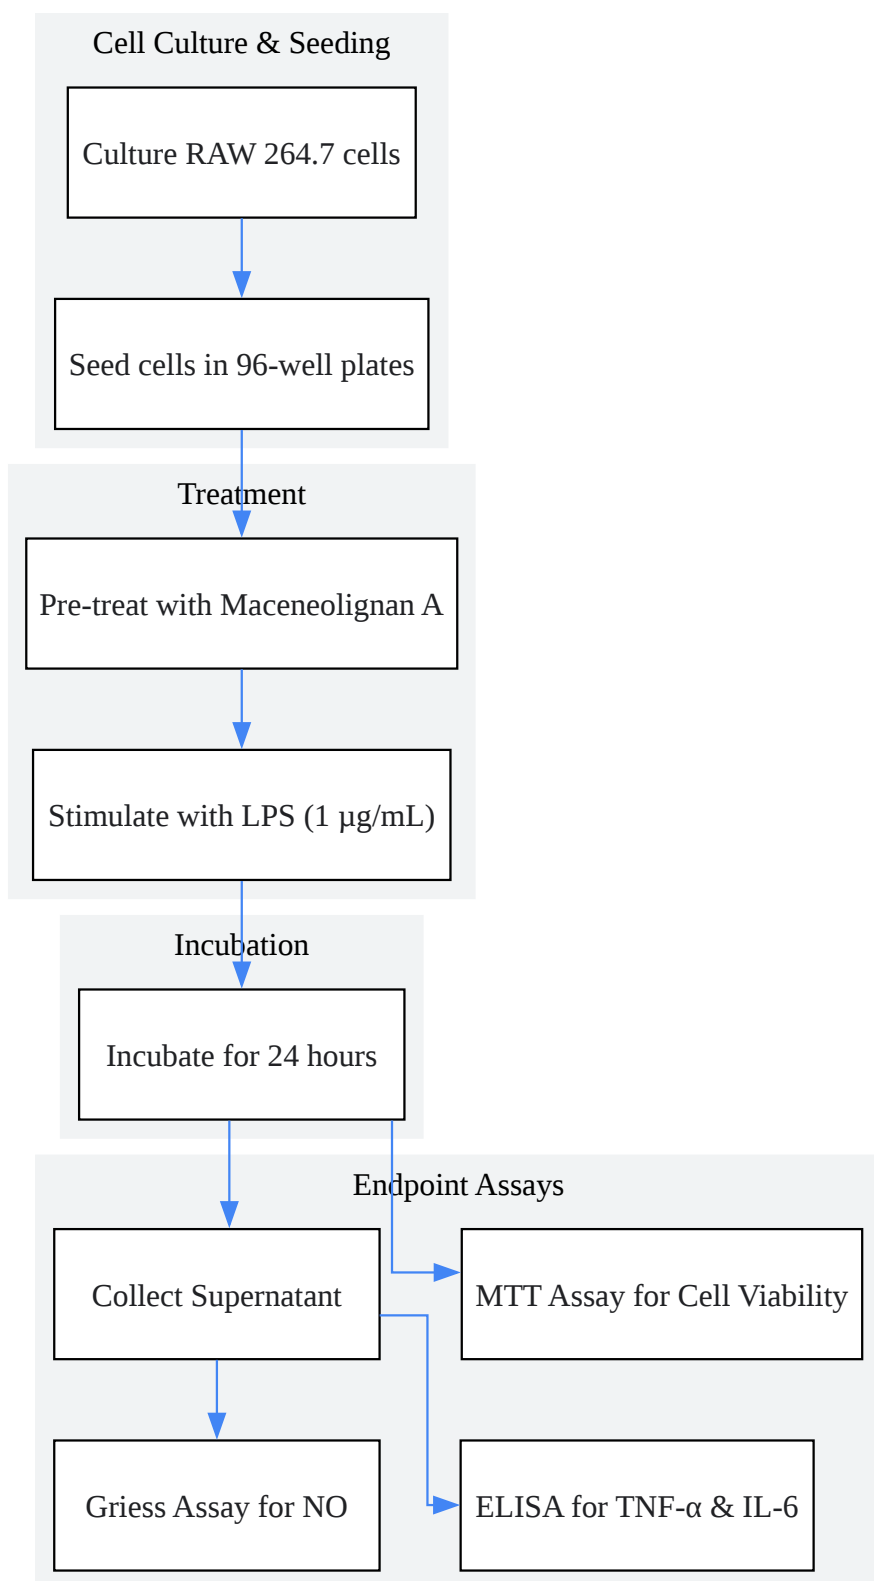 Cell Culture & Seeding
Culture RAW 264.7 cells
Seed cells in 96-well plates
Treatment
Pre-treat with Maceneolignan A
Stimulate with LPS (1 µg/mL)
Incubation
Incubate for 24 hours
Endpoint Assays
Collect Supernatant
MTT Assay for Cell Viability
Griess Assay for NO
ELISA for TNF-α & IL-6